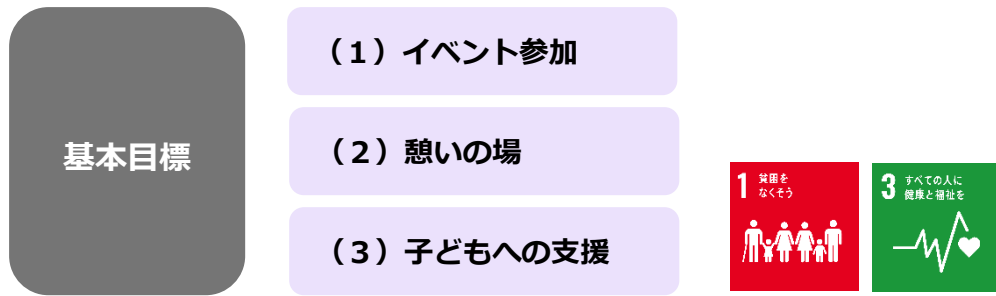 基本目標
（１）イベント参加
（２）憩いの場
（３）子どもへの支援
1 貧困を
なくそう
3 すべての人に
健康と福祉を